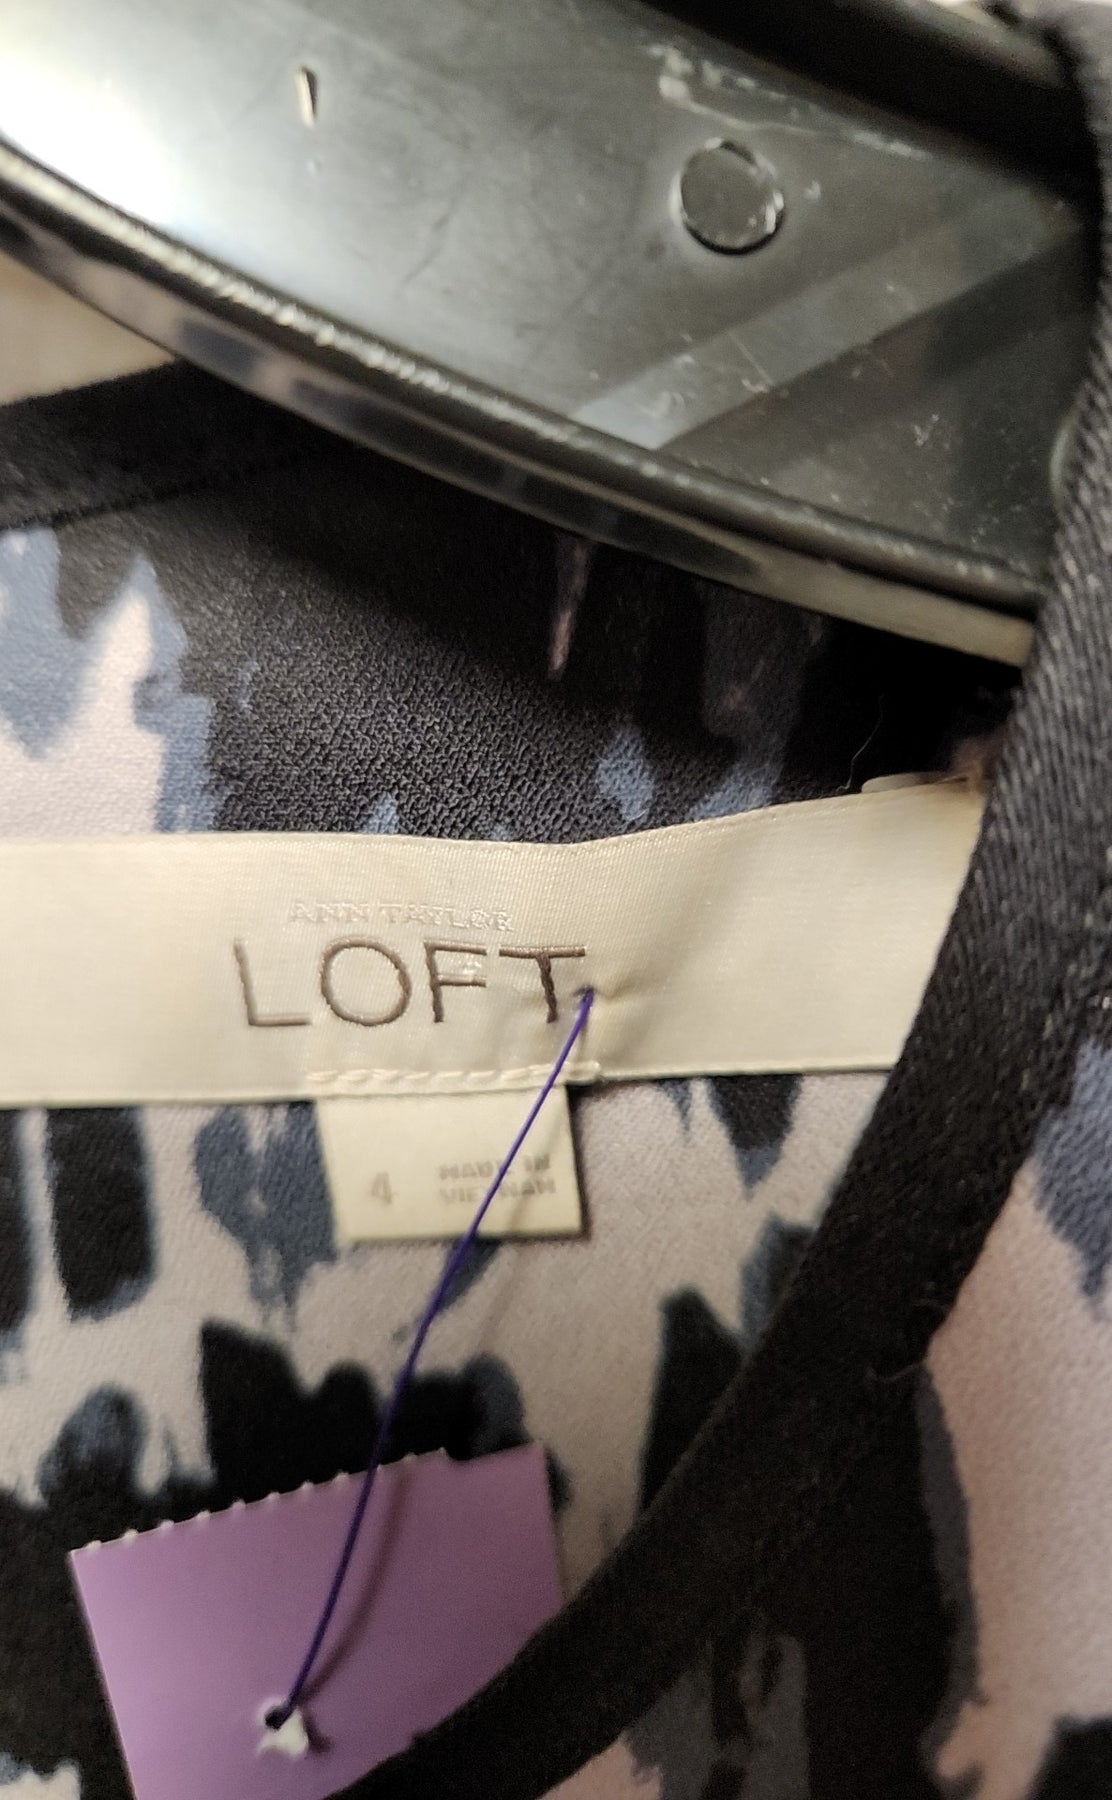 ANN TAYLOR
LOFT
4
MADE IN
VIETNAM